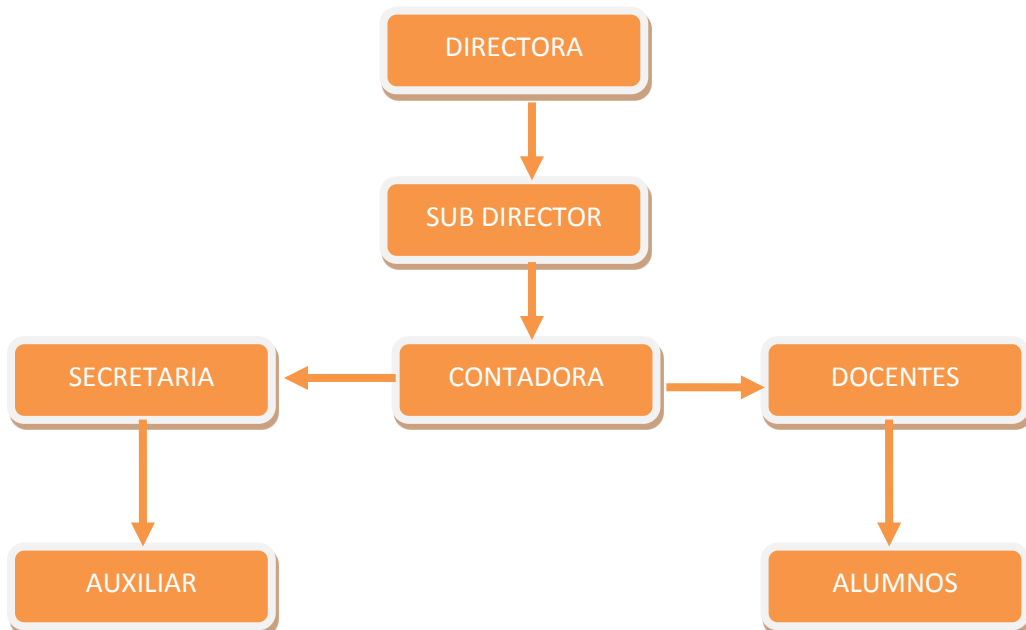 DIRECTORA
SUB DIRECTOR
SECRETARIA
CONTADORA
DOCENTES
AUXILIAR
ALUMNOS